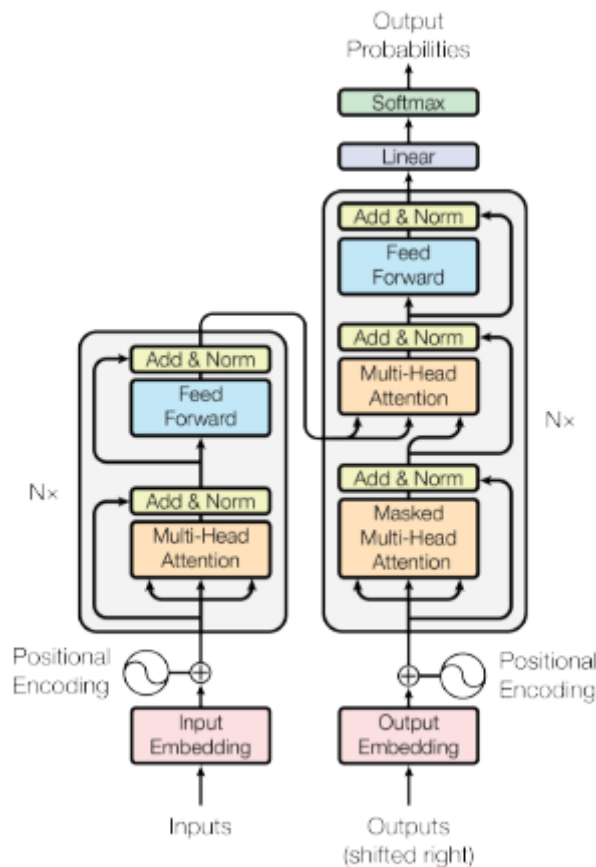 Output
Probabilities
Softmax
Linear
Add & Norm
Feed
Forward
Add & Norm
Multi-Head
Attention
Nx
Add & Norm
Masked
Multi-Head
Attention
Add & Norm
Feed
Forward
Nx
Add & Norm
Multi-Head
Attention
Positional
Encoding
Positional
Encoding
Input
Embedding
Output
Embedding
Inputs
Outputs
(shifted right)